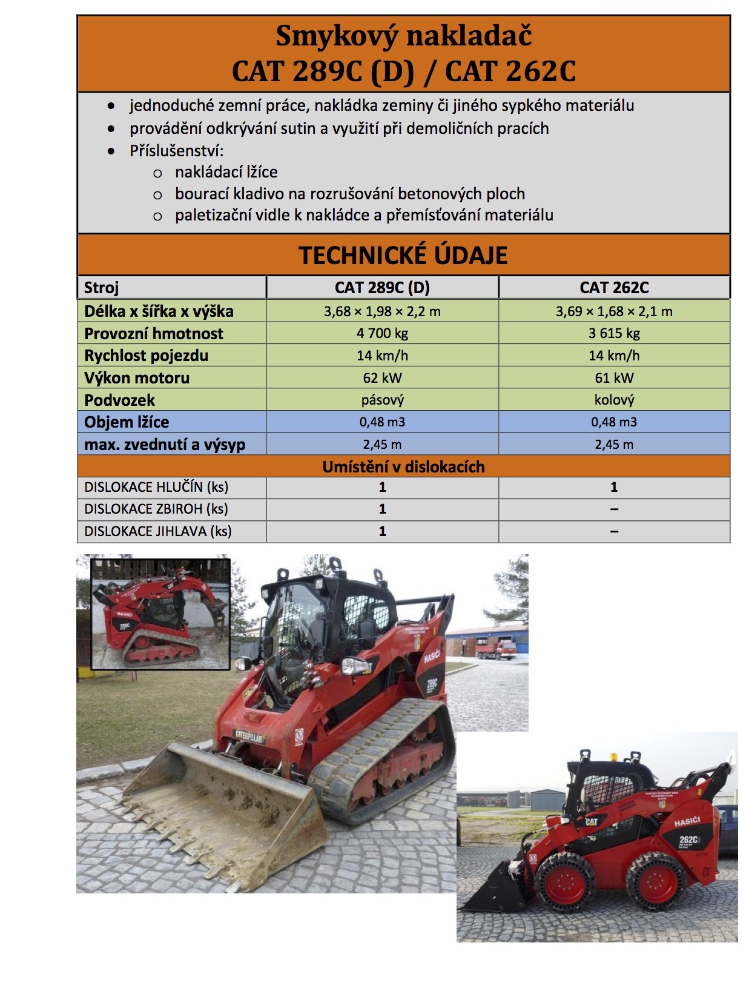 Smykový nakladač
CAT 289C (D) / CAT 262C
• jednoduché zemní práce, nakládka zeminy či jiného sypkého materiálu
• provádění odkrývání sutin a využití při demoličních pracích
• Příslušenství:
o nakládací lžíce
o bourací kladivo na rozrušování betonových ploch
o paletizační vidle k nakládce a přemísťování materiálu
TECHNICKÉ ÚDAJE
Stroj CAT 289C (D) CAT 262C
Délka x šířka x výška 3,68 × 1,98 × 2,2 m 3,69 × 1,68 × 2,1 m
Provozní hmotnost 4 700 kg 3 615 kg
Rychlost pojezdu 14 km/h 14 km/h
Výkon motoru 62 kW 61 kW
Podvozek pásový kolový
Objem lžíce 0,48 m3 0,48 m3
max. zvednutí a výsyp 2,45 m 2,45 m
Umístění v dislokacích
DISLOKACE HLUČÍN (ks) 1 1
DISLOKACE ZBIROH (ks) 1 –
DISLOKACE JIHLAVA (ks) 1 –
HASIČI
289C
HASIČI
289C
CATERPILLAR
CAT
HASIČI
262C